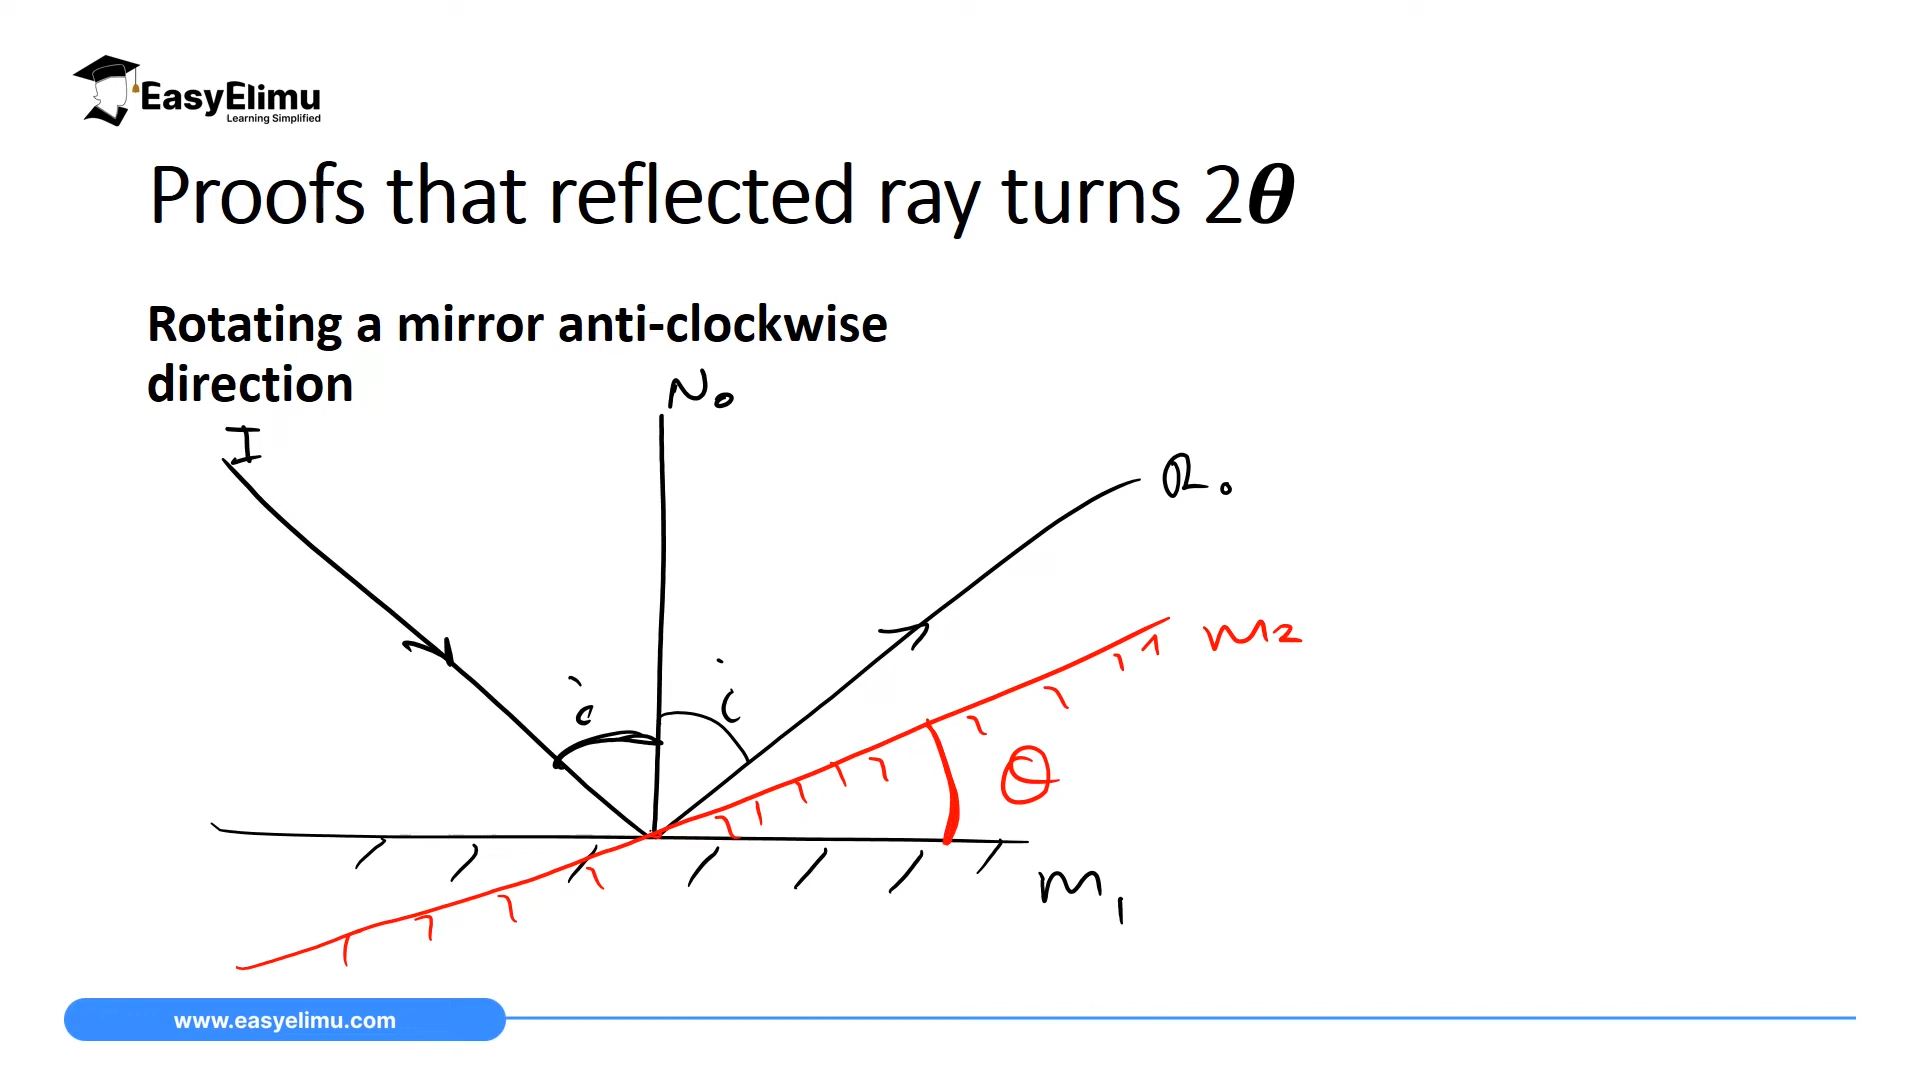 EasyElimu
Learning Simplified
Proofs that reflected ray turns 2θ
Rotating a mirror anti-clockwise
direction
N₀
I
R₀
M2
i
i
θ
M₁
www.easyelimu.com